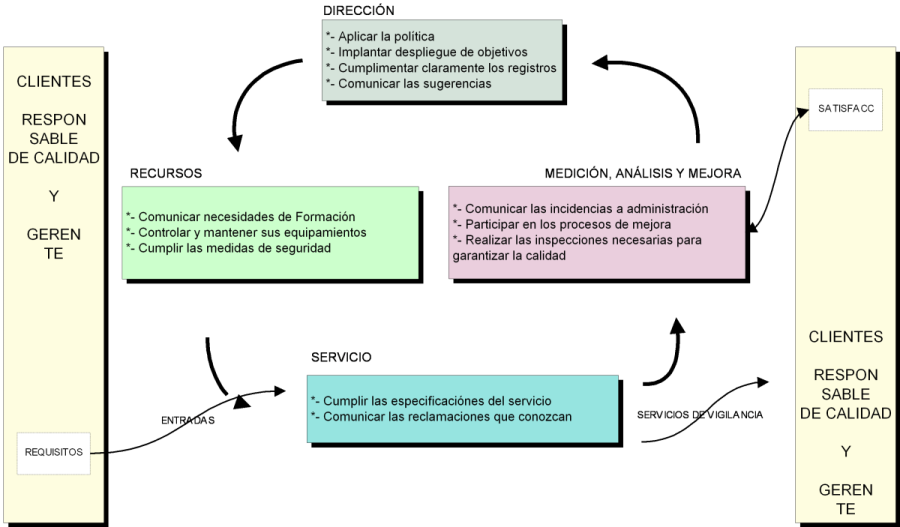 DIRECCIÓN
*- Aplicar la política
*- Implantar despliegue de objetivos
*- Cumplimentar claramente los registros
*- Comunicar las sugerencias
CLIENTES
RESPON
SABLE
DE CALIDAD
Y
GEREN
TE
REQUISITOS
RECURSOS
*- Comunicar necesidades de Formación
*- Controlar y mantener sus equipamientos
*- Cumplir las medidas de seguridad
MEDICIÓN, ANÁLISIS Y MEJORA
*- Comunicar las incidencias a administración
*- Participar en los procesos de mejora
*- Realizar las inspecciones necesarias para
garantizar la calidad
SERVICIO
*- Cumplir las especificaciónes del servicio
*- Comunicar las reclamaciones que conozcan
ENTRADAS
SERVICIOS DE VIGILANCIA
SATISFACC
CLIENTES
RESPON
SABLE
DE CALIDAD
Y
GEREN
TE